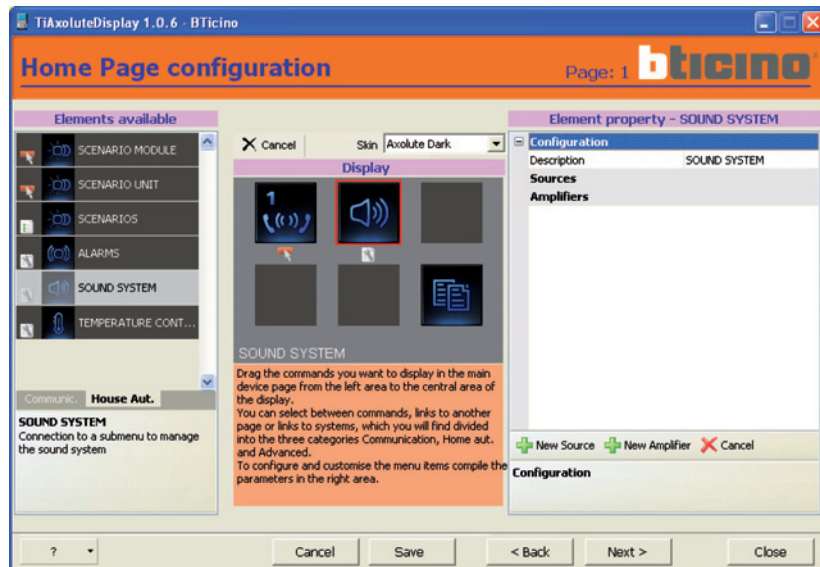 TiAxoluteDisplay 1.0.6 - BTicino
Home Page configuration
Page: 1
bticino
Elements available
SCENARIO MODULE
SCENARIO UNIT
SCENARIOS
ALARMS
SOUND SYSTEM
TEMPERATURE CONT...
Communic.
House Aut.
SOUND SYSTEM
Connection to a submenu to manage
the sound system
Cancel
Skin
Axolute Dark
Display
1
SOUND SYSTEM
Drag the commands you want to display in the main
device page from the left area to the central area of
the display.
You can select between commands, links to another
page or links to systems, which you will find divided
into the three categories Communication, Home aut.
and Advanced.
To configure and customise the menu items compile the
parameters in the right area.
Element property - SOUND SYSTEM
Configuration
Description SOUND SYSTEM
Sources
Amplifiers
New Source New Amplifier Cancel
Configuration
? Cancel Save < Back Next > Close